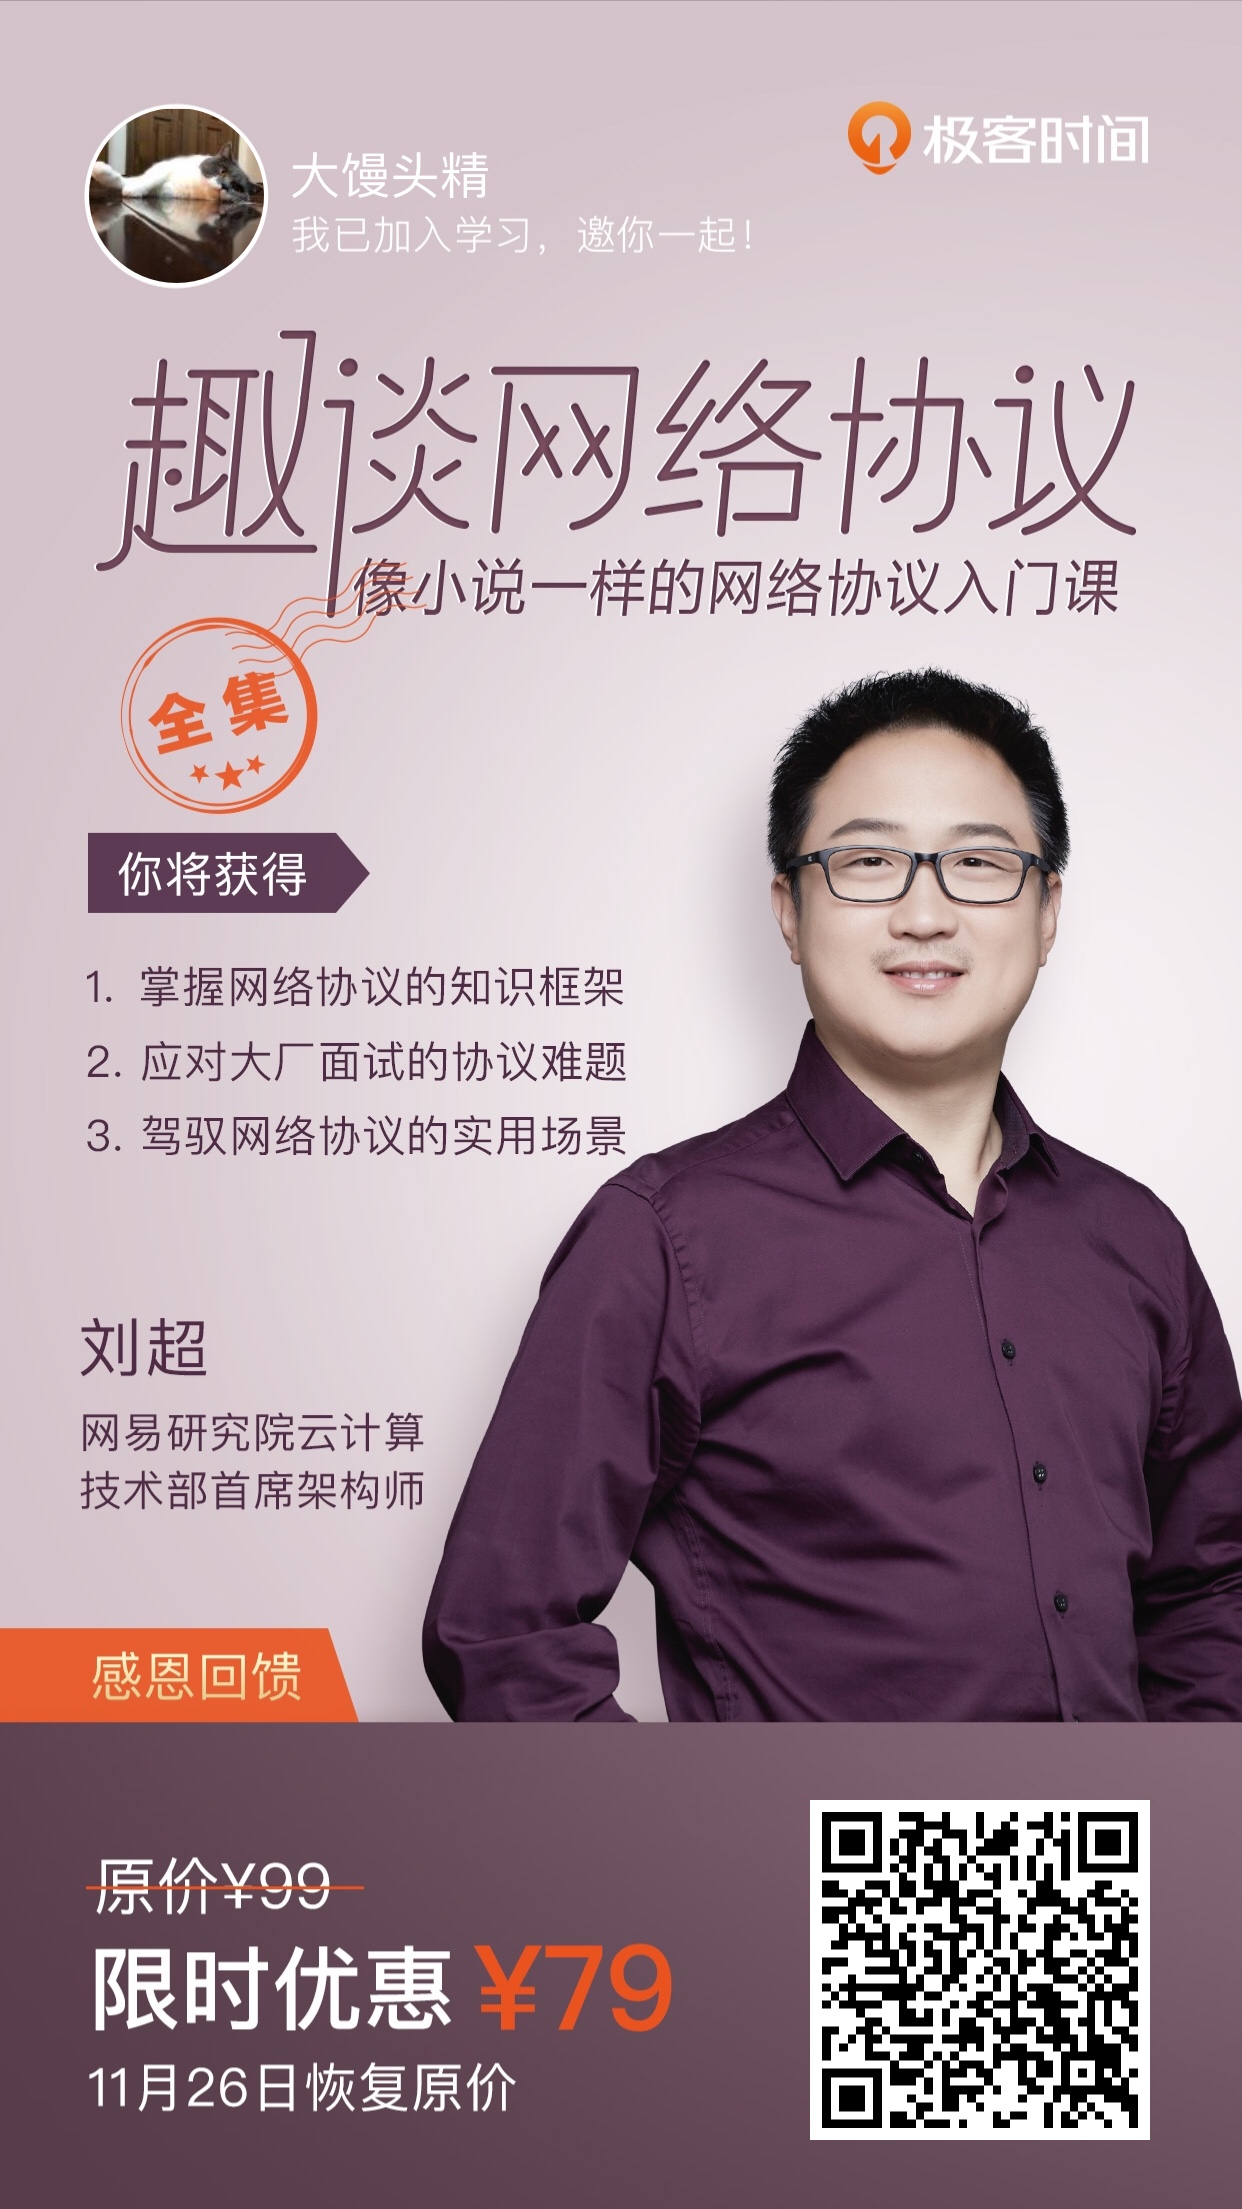 极客时间
大馒头精
我已加入学习，邀你一起！
趣谈网络协议
像小说一样的网络协议入门课
全集
你将获得
1. 掌握网络协议的知识框架
2. 应对大厂面试的协议难题
3. 驾驭网络协议的实用场景
刘超
网易研究院云计算
技术部首席架构师
感恩回馈
原价¥99
限时优惠 ¥79
11月26日恢复原价